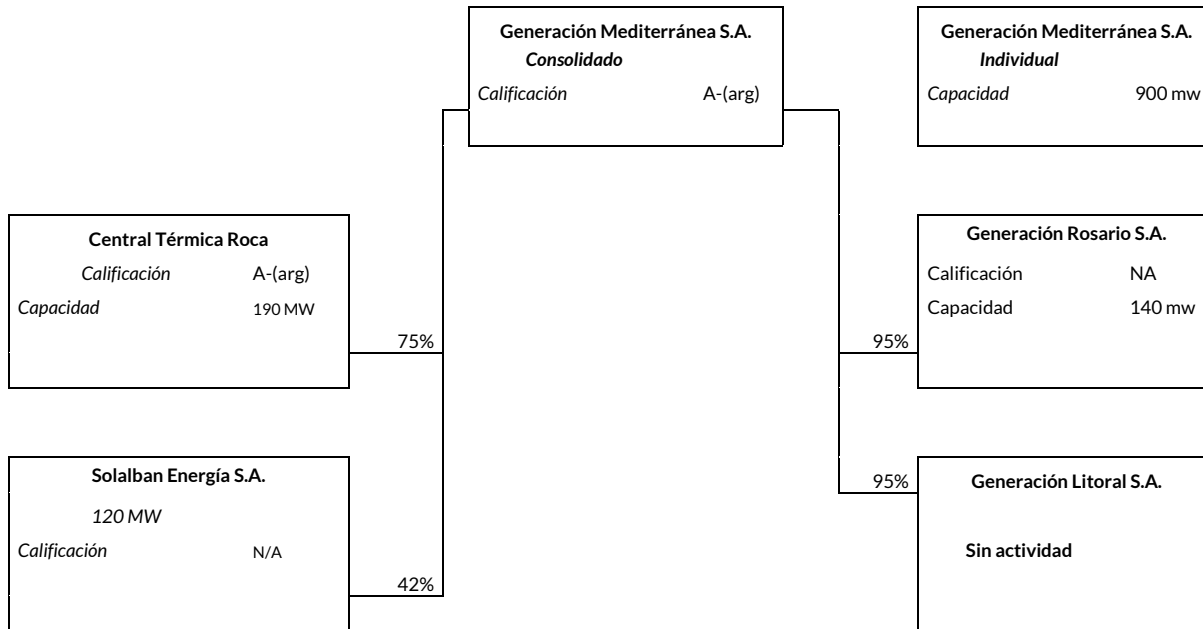 Generación Mediterránea S.A.
Consolidado
Calificación A-(arg)
Generación Mediterránea S.A.
Individual
Capacidad 900 mw
Central Térmica Roca
Calificación A-(arg)
Capacidad 190 MW
75%
Generación Rosario S.A.
Calificación NA
Capacidad 140 mw
95%
Solalban Energía S.A.
120 MW
Calificación N/A
42%
95%
Generación Litoral S.A.
Sin actividad